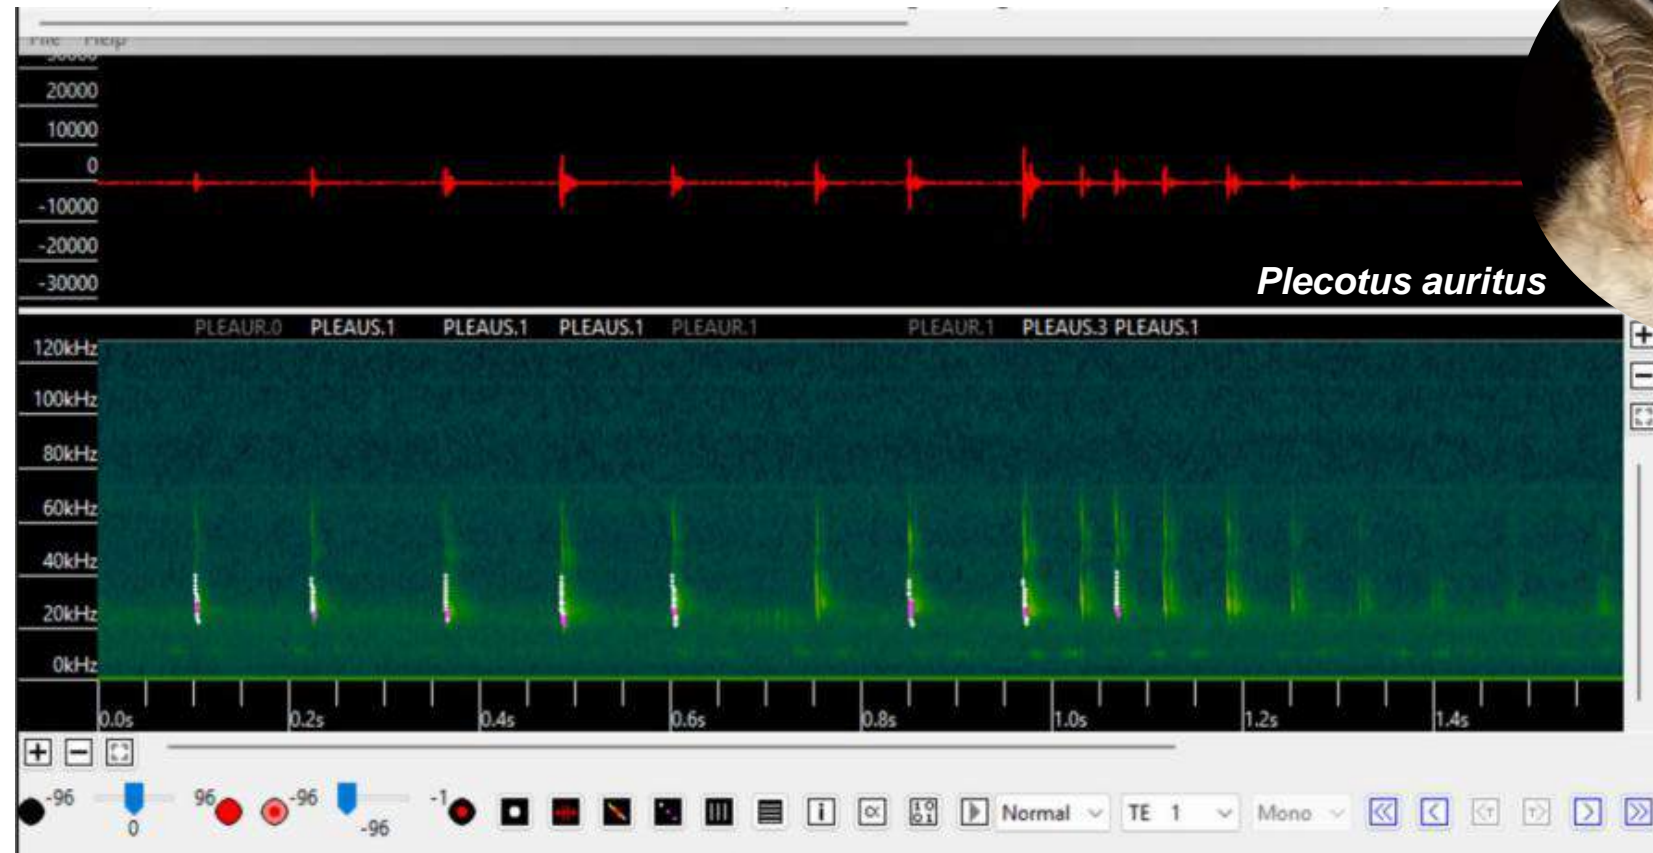 File Help
30000
20000
10000
0
-10000
-20000
-30000
Plecotus auritus
PLEAUR.0 PLEAUS.1 PLEAUS.1 PLEAUS.1 PLEAUR.1 PLEAUR.1 PLEAUS.3 PLEAUS.1
120kHz
100kHz
80kHz
60kHz
40kHz
20kHz
0kHz
0.0s 0.2s 0.4s 0.6s 0.8s 1.0s 1.2s 1.4s
-96 96 -96 -1 Normal TE 1 Mono
0 -96